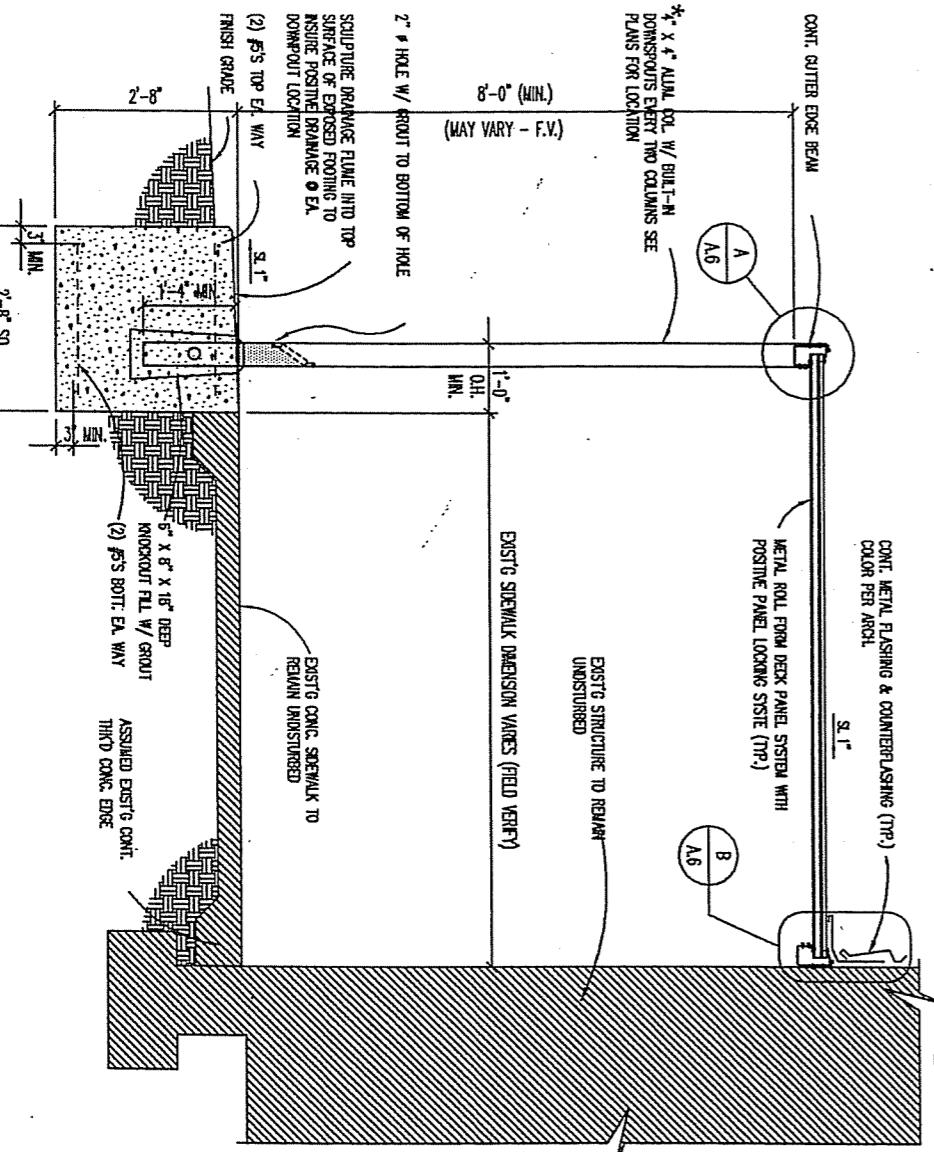 CONT. GUTTER EDGE BEAM
*4" X 4" ALUM. COL. W/ BUILT-IN
DOWNSPOUTS EVERY TWO COLUMNS SEE
PLANS FOR LOCATION
2" ø HOLE W/ GROUT TO BOTTOM OF HOLE
SCULPTURE DRAINAGE FLUME INTO TOP
SURFACE OF EXPOSED FOOTING TO
INSURE POSITIVE DRAINAGE @ EA.
DOWNPOUT LOCATION
(2) #5'S TOP EA. WAY
FINISH GRADE
8'-0" (MIN.)
(MAY VARY - F.V.)
2'-8"
A
A.6
SL 1"
1'-4" MIN
3" MIN.
2'-8" SQ
1'-0"
O.H.
MIN.
3" MIN.
CONT. METAL FLASHING & COUNTERFLASHING (TYP.)
COLOR PER ARCH.
SL 1"
METAL ROLL FORM DECK PANEL SYSTEM WITH
POSITIVE PANEL LOCKING SYSTE (TYP.)
B
A.6
EXIST'G STRUCTURE TO REMAIN
UNDISTURBED
EXIST'G SIDEWALK DIMENSION VARIES (FIELD VERIFY)
EXIST'G CONC. SIDEWALK TO
REMAIN UNDISTURBED
6" X 8" X 18" DEEP
KNOCKOUT FILL W/ GROUT
(2) #5'S BOTT. EA. WAY
ASSUMED EXIST'G CONT.
THK'D CONC. EDGE